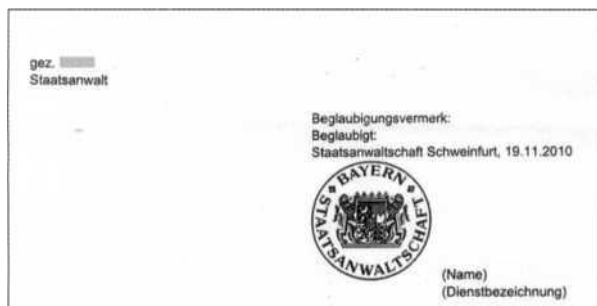 gez.
Staatsanwalt
Beglaubigungsvermerk:
Beglaubigt:
Staatsanwaltschaft Schweinfurt, 19.11.2010
BAYERN
STAATSANWALTSCHAFT
(Name)
(Dienstbezeichnung)